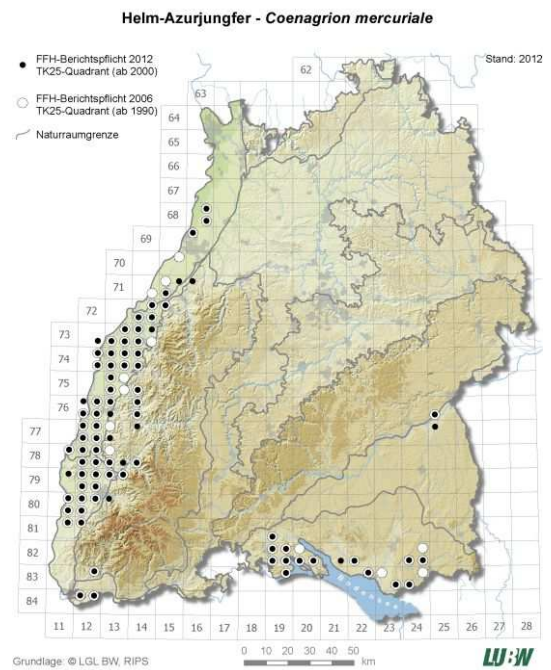 Helm-Azurjungfer - Coenagrion mercuriale
FFH-Berichtspflicht 2012
TK25-Quadrant (ab 2000)
Stand: 2012
FFH-Berichtspflicht 2006
TK25-Quadrant (ab 1990)
Naturraumgrenze
62
63
64
65
66
67
68
69
70
71
72
73
74
75
76
77
78
79
80
81
82
83
84
11 12 13 14 15 16 17 18 19 20 21 22 23 24 25 26 27 28
Grundlage: © LGL BW, RIPS
0 10 20 30 40 50 km
LUBW